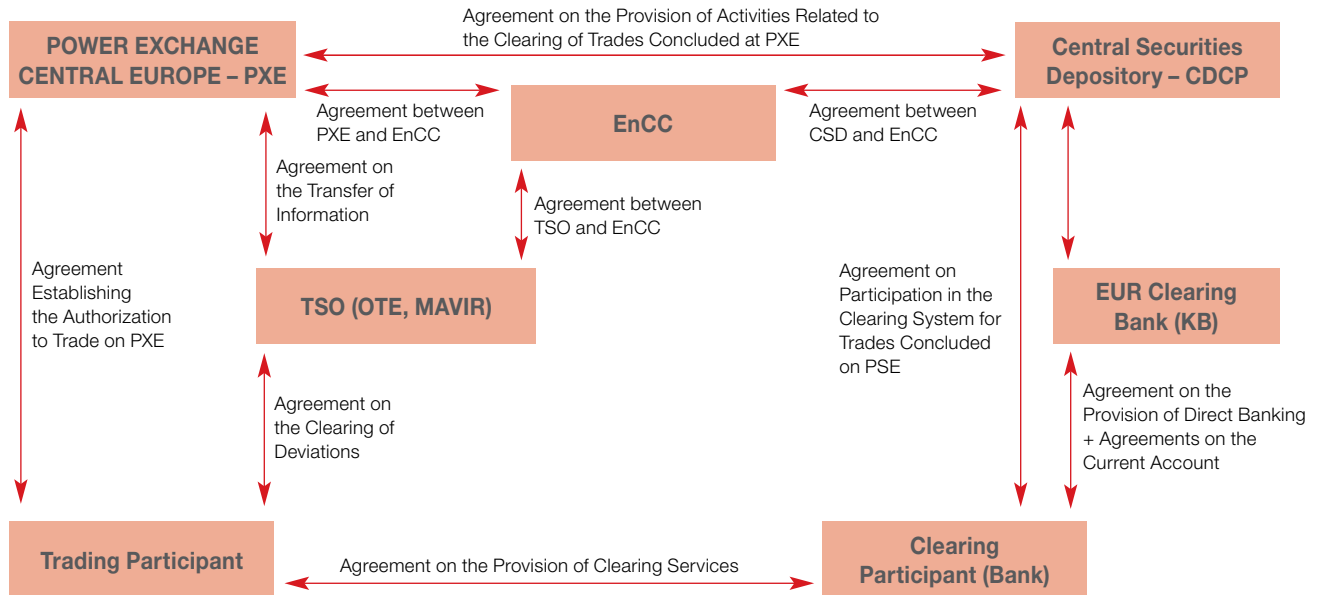 Agreement on the Provision of Activities Related to
the Clearing of Trades Concluded at PXE
POWER EXCHANGE
CENTRAL EUROPE – PXE
Central Securities
Depository – CDCP
Agreement between
PXE and EnCC
EnCC
Agreement between
CSD and EnCC
Agreement on
the Transfer of
Information
Agreement between
TSO and EnCC
Agreement
Establishing
the Authorization
to Trade on PXE
TSO (OTE, MAVIR)
Agreement on
Participation in the
Clearing System for
Trades Concluded
on PSE
EUR Clearing
Bank (KB)
Agreement on
the Clearing of
Deviations
Agreement on the
Provision of Direct Banking
+ Agreements on the
Current Account
Trading Participant
Agreement on the Provision of Clearing Services
Clearing
Participant (Bank)